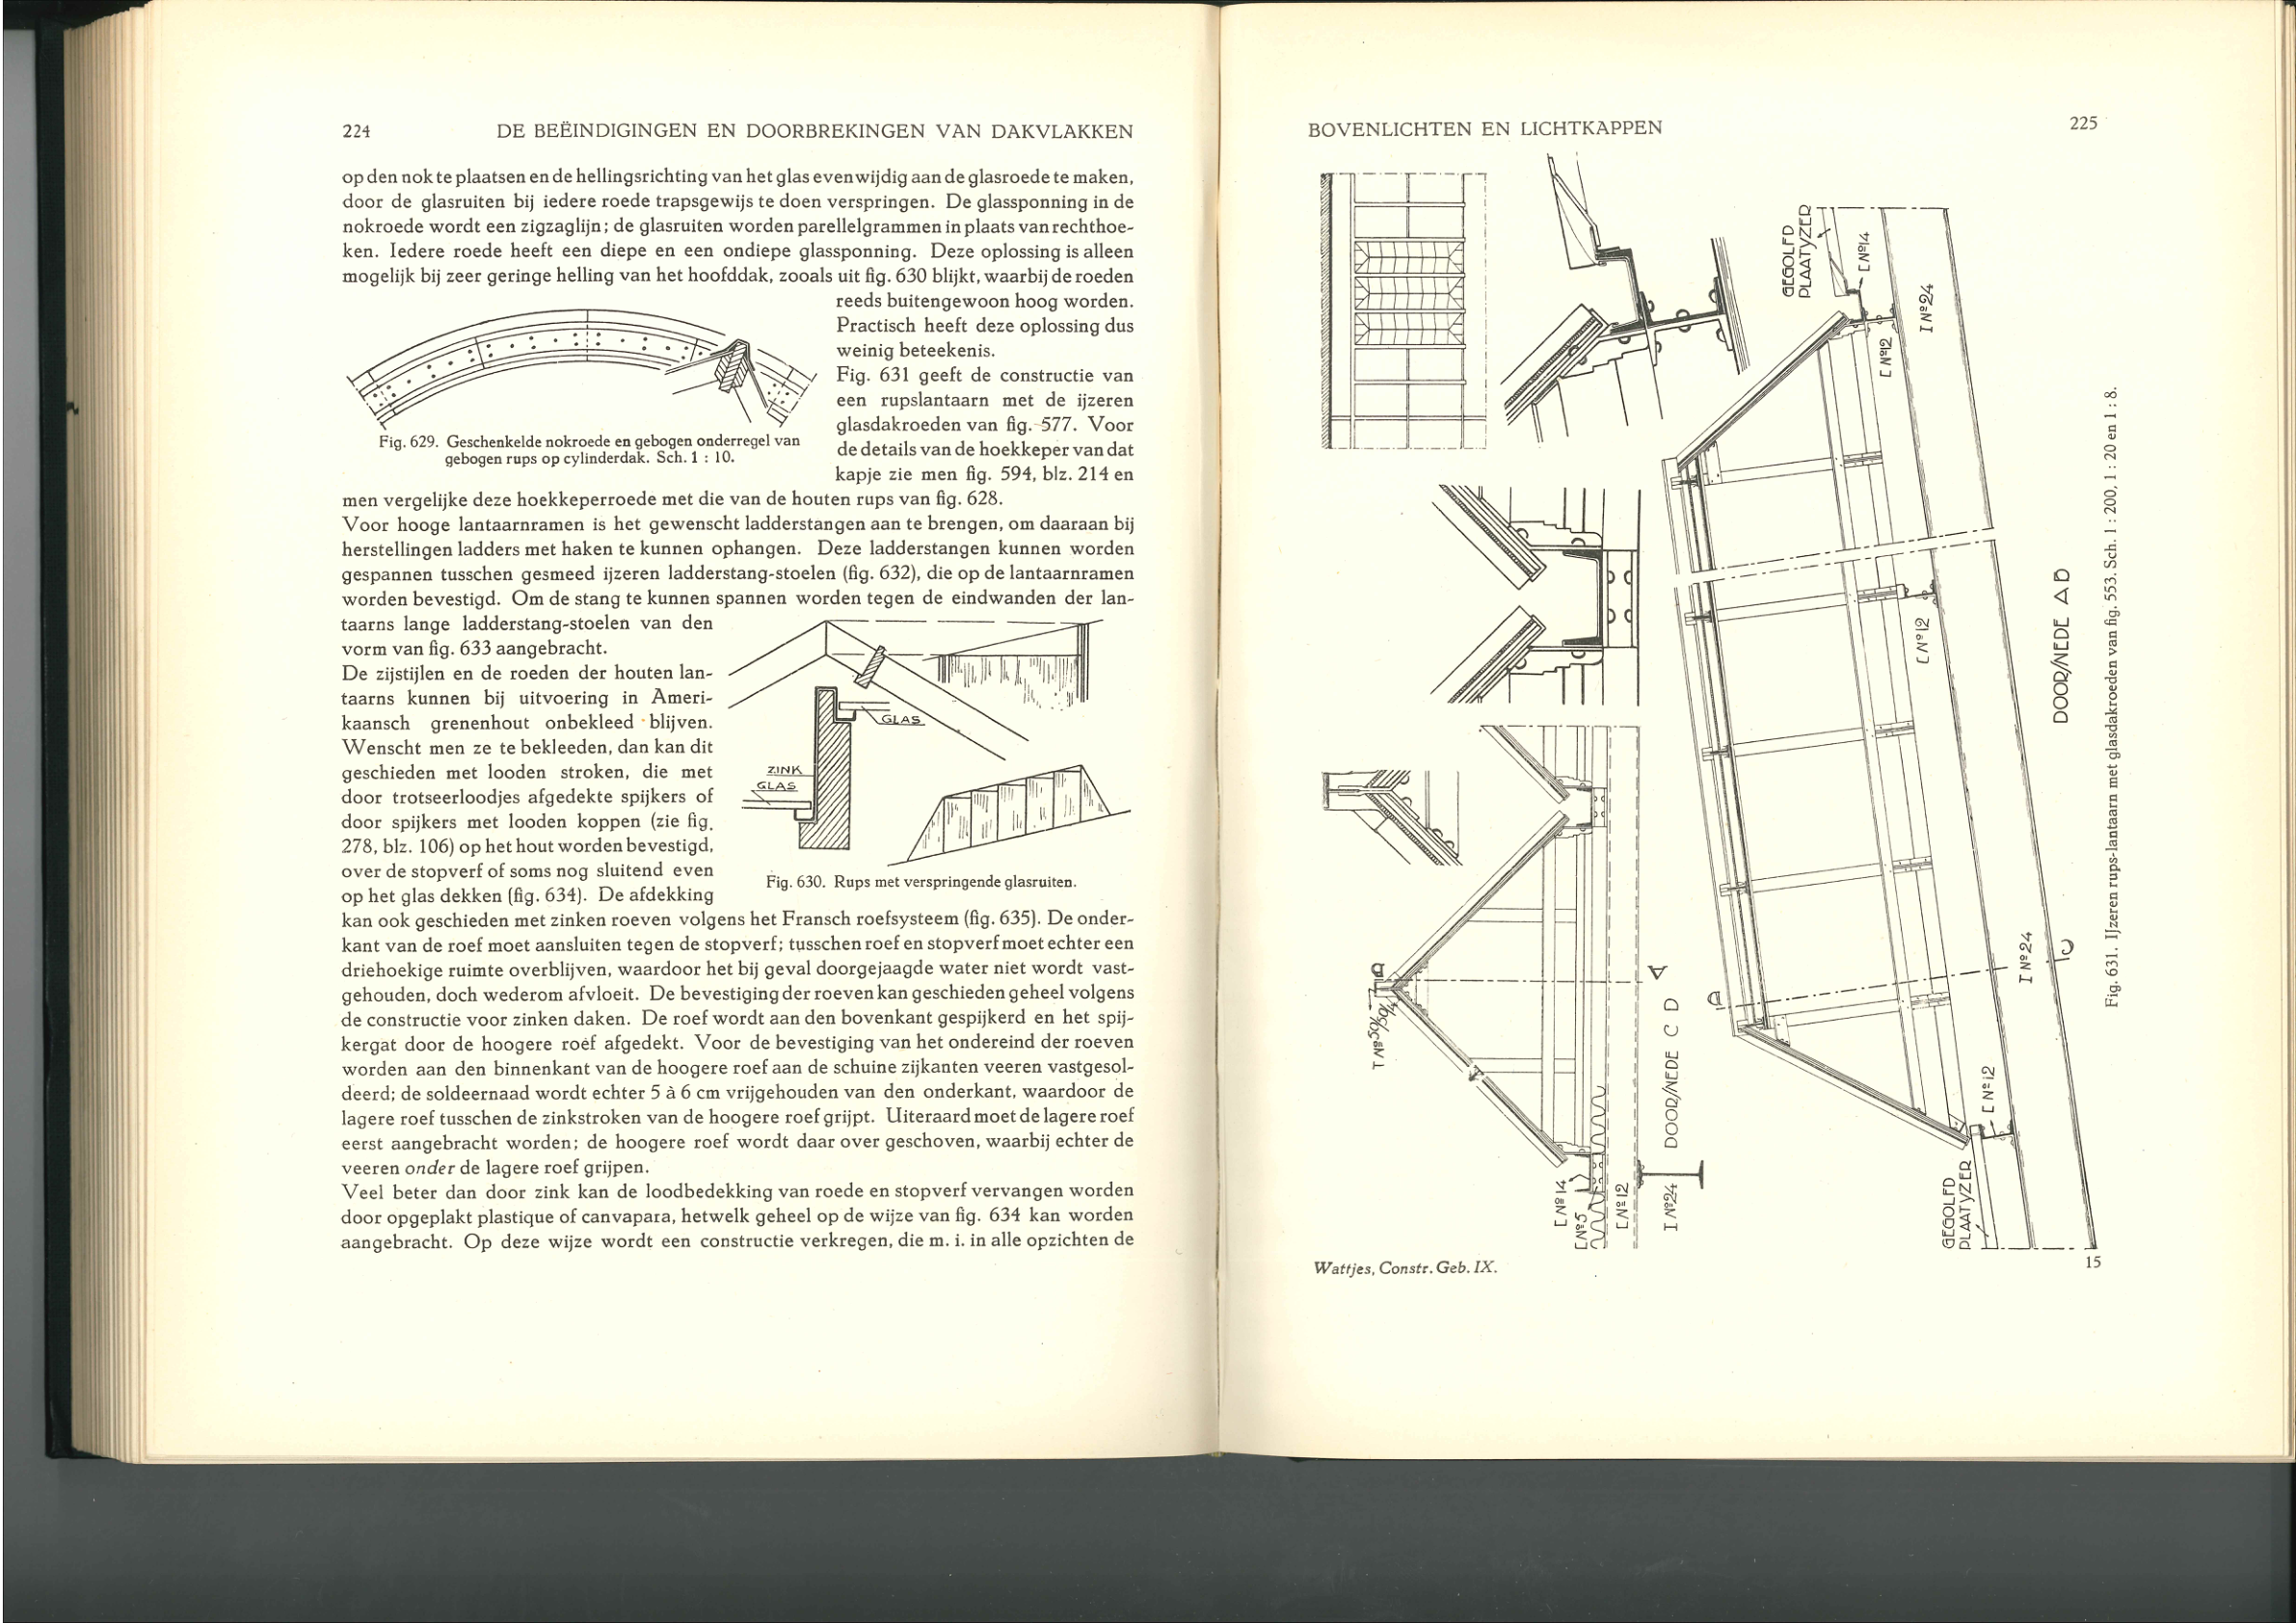 224 DE BEËINDIGINGEN EN DOORBREKINGEN VAN DAKVLAKKEN
op den nok te plaatsen en de hellingsrichting van het glas evenwijdig aan de glasroede te maken,
door de glasruiten bij iedere roede trapsgewijs te doen verspringen. De glassponning in de
nokroede wordt een zigzaglijn; de glasruiten worden parellelgrammen in plaats van rechthoe-
ken. Iedere roede heeft een diepe en een ondiepe glassponning. Deze oplossing is alleen
mogelijk bij zeer geringe helling van het hoofddak, zooals uit fig. 630 blijkt, waarbij de roeden
reeds buitengewoon hoog worden.
Practisch heeft deze oplossing dus
weinig beteekenis.
Fig. 631 geeft de constructie van
een rupslantaarn met de ijzeren
glasdakroeden van fig. 577. Voor
de details van de hoekkeper van dat
kapje zie men fig. 594, blz. 214 en
Fig. 629. Geschenkelde nokroede en gebogen onderregel van
gebogen rups op cylinderdak. Sch. 1 : 10.
men vergelijke deze hoekkeperroede met die van de houten rups van fig. 628.
Voor hooge lantaarnramen is het gewenscht ladderstangen aan te brengen, om daaraan bij
herstellingen ladders met haken te kunnen ophangen. Deze ladderstangen kunnen worden
gespannen tusschen gesmeed ijzeren ladderstang-stoelen (fig. 632), die op de lantaarnramen
worden bevestigd. Om de stang te kunnen spannen worden tegen de eindwanden der lan-
taarns lange ladderstang-stoelen van den
vorm van fig. 633 aangebracht.
De zijstijlen en de roeden der houten lan-
taarns kunnen bij uitvoering in Ameri-
kaansch grenenhout onbekleed blijven.
Wenscht men ze te bekleeden, dan kan dit
geschieden met looden stroken, die met
door trotseerloodjes afgedekte spijkers of
door spijkers met looden koppen (zie fig.
278, blz. 106) op het hout worden bevestigd,
over de stopverf of soms nog sluitend even
op het glas dekken (fig. 634). De afdekking
GLAS
ZINK
GLAS
Fig. 630. Rups met verspringende glasruiten.
kan ook geschieden met zinken roeven volgens het Fransch roefsysteem (fig. 635). De onder-
kant van de roef moet aansluiten tegen de stopverf; tusschen roef en stopverf moet echter een
driehoekige ruimte overblijven, waardoor het bij geval doorgejaagde water niet wordt vast-
gehouden, doch wederom afvloeit. De bevestiging der roeven kan geschieden geheel volgens
de constructie voor zinken daken. De roef wordt aan den bovenkant gespijkerd en het spij-
kergat door de hoogere roef afgedekt. Voor de bevestiging van het ondereind der roeven
worden aan den binnenkant van de hoogere roef aan de schuine zijkanten veeren vastgesol-
deerd; de soldeernaad wordt echter 5 à 6 cm vrijgehouden van den onderkant, waardoor de
lagere roef tusschen de zinkstroken van de hoogere roef grijpt. Uiteraard moet de lagere roef
eerst aangebracht worden; de hoogere roef wordt daar over geschoven, waarbij echter de
veeren onder de lagere roef grijpen.
Veel beter dan door zink kan de loodbedekking van roede en stopverf vervangen worden
door opgeplakt plastique of canvapara, hetwelk geheel op de wijze van fig. 634 kan worden
aangebracht. Op deze wijze wordt een constructie verkregen, die m. i. in alle opzichten de
BOVENLICHTEN EN LICHTKAPPEN 225
GEGOLFD
PLAATYZER
[ Nº14
I Nº24
[ Nº12
[ Nº12
DOORSNEDE A B
I Nº24
C
D
[ Nº12
GEGOLFD
PLAATYZER
B
A
T Nº 50/50/
DOORSNEDE C D
[ Nº14
[ Nº5
[ Nº12
I Nº24
Fig. 631. IJzeren rups-lantaarn met glasdakroeden van fig. 553. Sch. 1 : 200, 1 : 20 en 1 : 8.
Wattjes, Constr. Geb. IX.
15